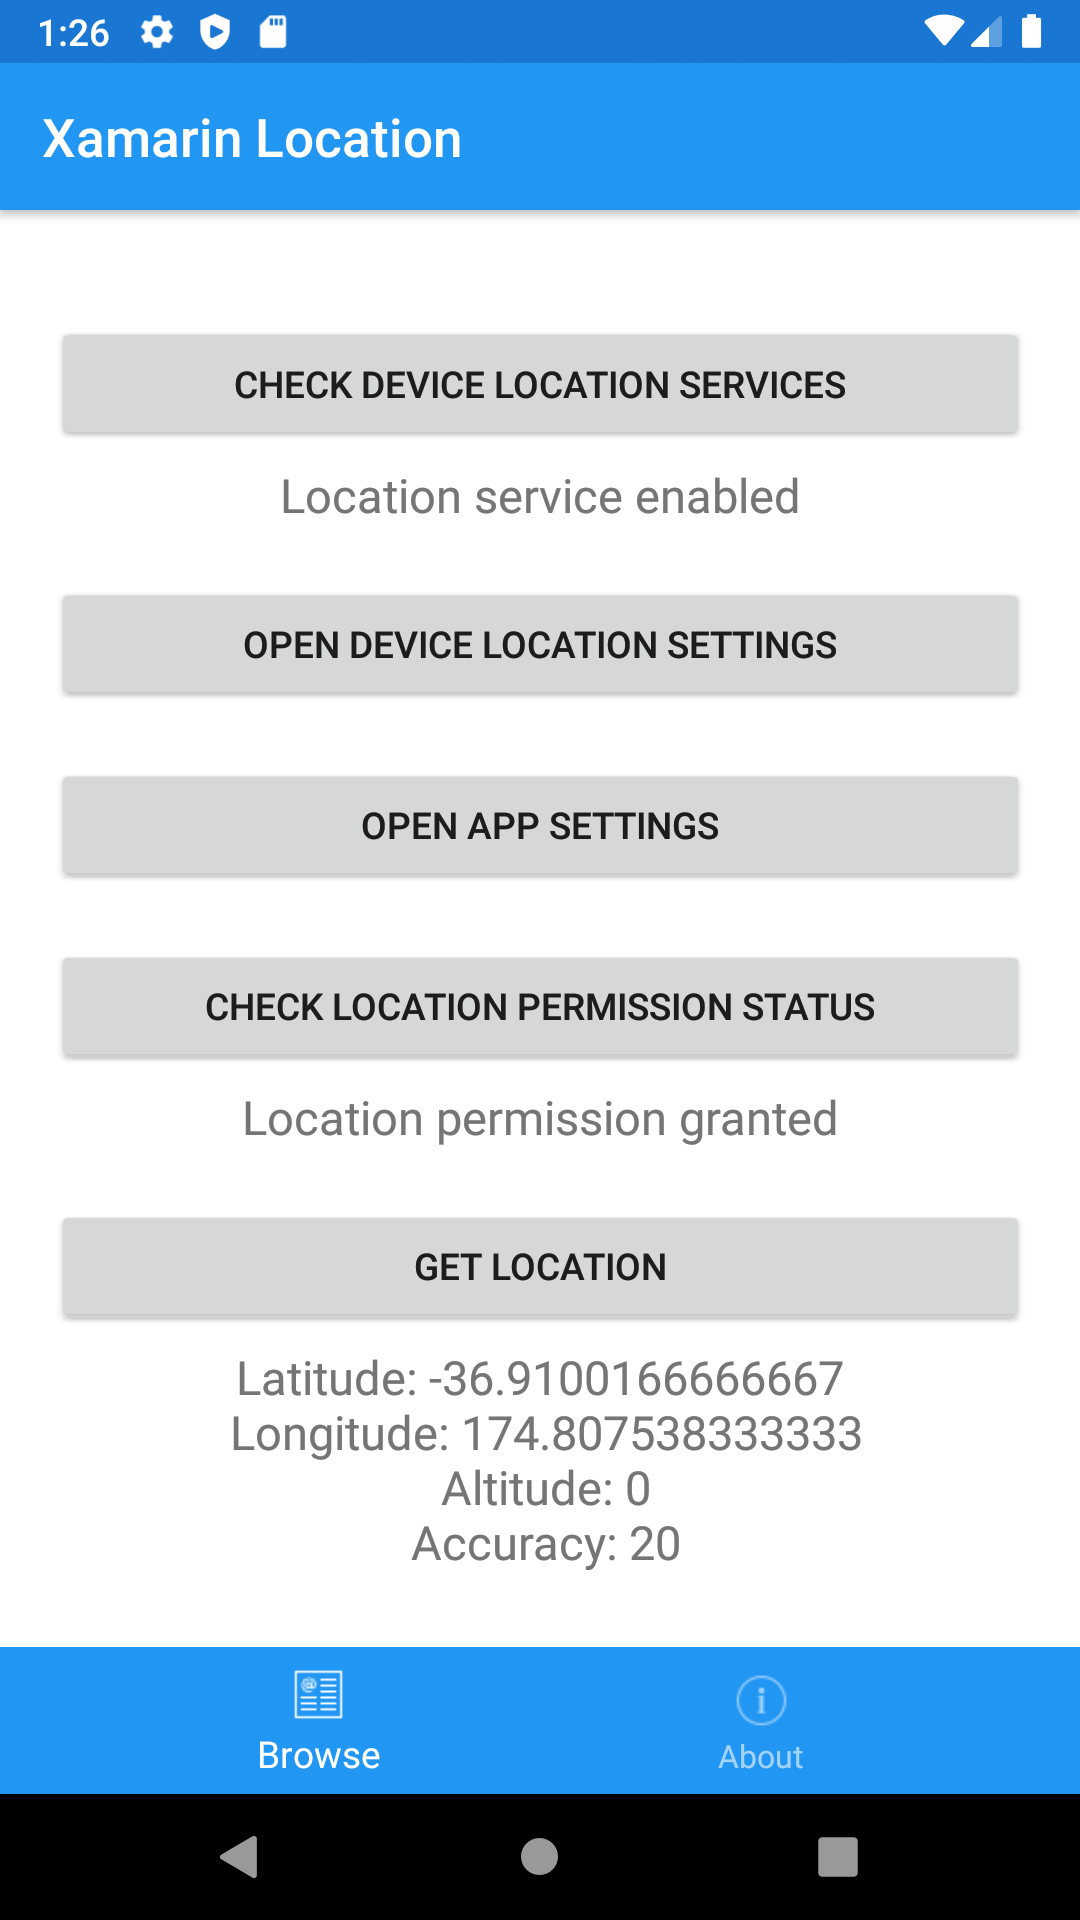 1:26
Xamarin Location
CHECK DEVICE LOCATION SERVICES
Location service enabled
OPEN DEVICE LOCATION SETTINGS
OPEN APP SETTINGS
CHECK LOCATION PERMISSION STATUS
Location permission granted
GET LOCATION
Latitude: -36.9100166666667
Longitude: 174.807538333333
Altitude: 0
Accuracy: 20
Browse
About